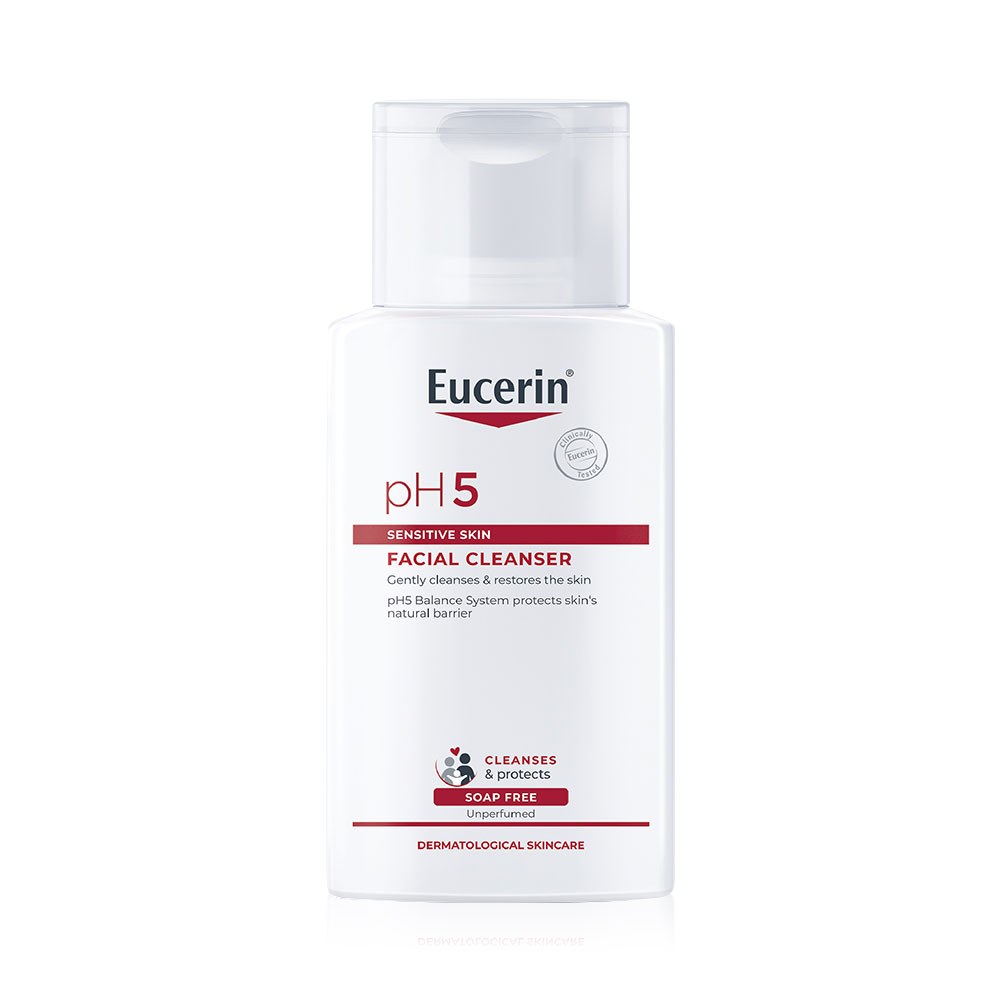 Eucerin®
Clinically
Eucerin
Tested
pH5
SENSITIVE SKIN
FACIAL CLEANSER
Gently cleanses & restores the skin
pH5 Balance System protects skin's
natural barrier
CLEANSES
& protects
SOAP FREE
Unperfumed
DERMATOLOGICAL SKINCARE